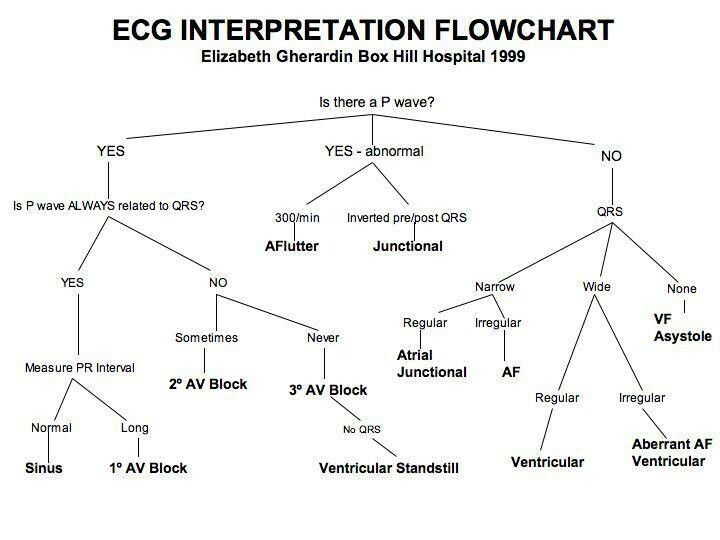 ECG INTERPRETATION FLOWCHART
Elizabeth Gherardin Box Hill Hospital 1999
Is there a P wave?
YES
YES - abnormal
NO
Is P wave ALWAYS related to QRS?
300/min
Inverted pre/post QRS
QRS
AFlutter
Junctional
YES
NO
Narrow
Wide
None
Sometimes
Never
Regular
Irregular
VF
Asystole
Atrial
Junctional
AF
Measure PR Interval
2º AV Block
3º AV Block
Regular
Irregular
Normal
Long
No QRS
Sinus
1º AV Block
Ventricular Standstill
Ventricular
Aberrant AF
Ventricular